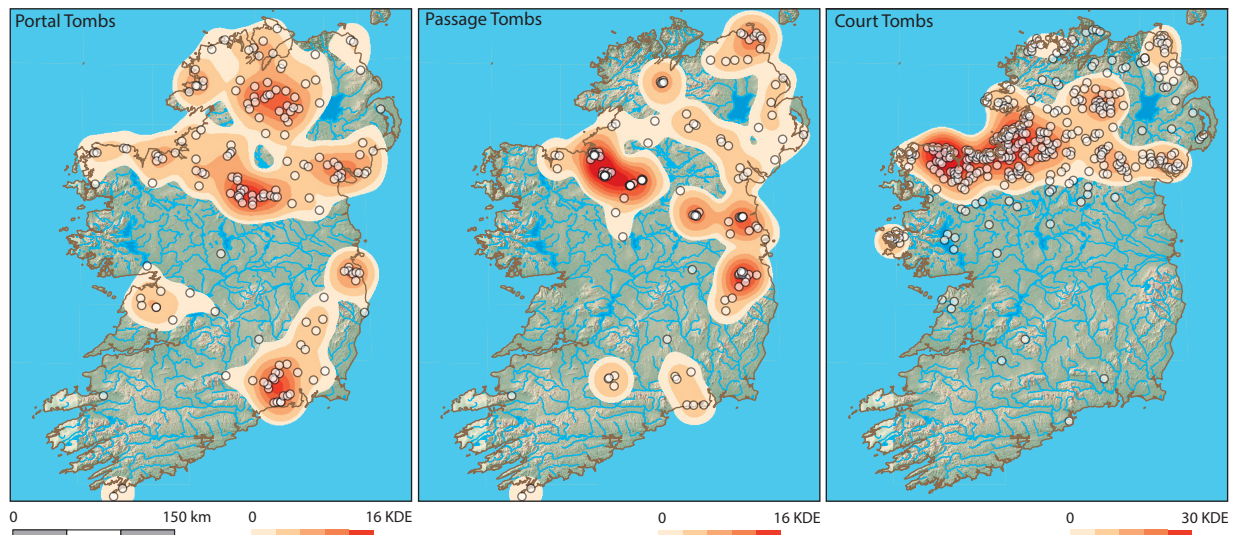 Portal Tombs
Passage Tombs
Court Tombs
0 150 km
0 16 KDE
0 16 KDE
0 30 KDE